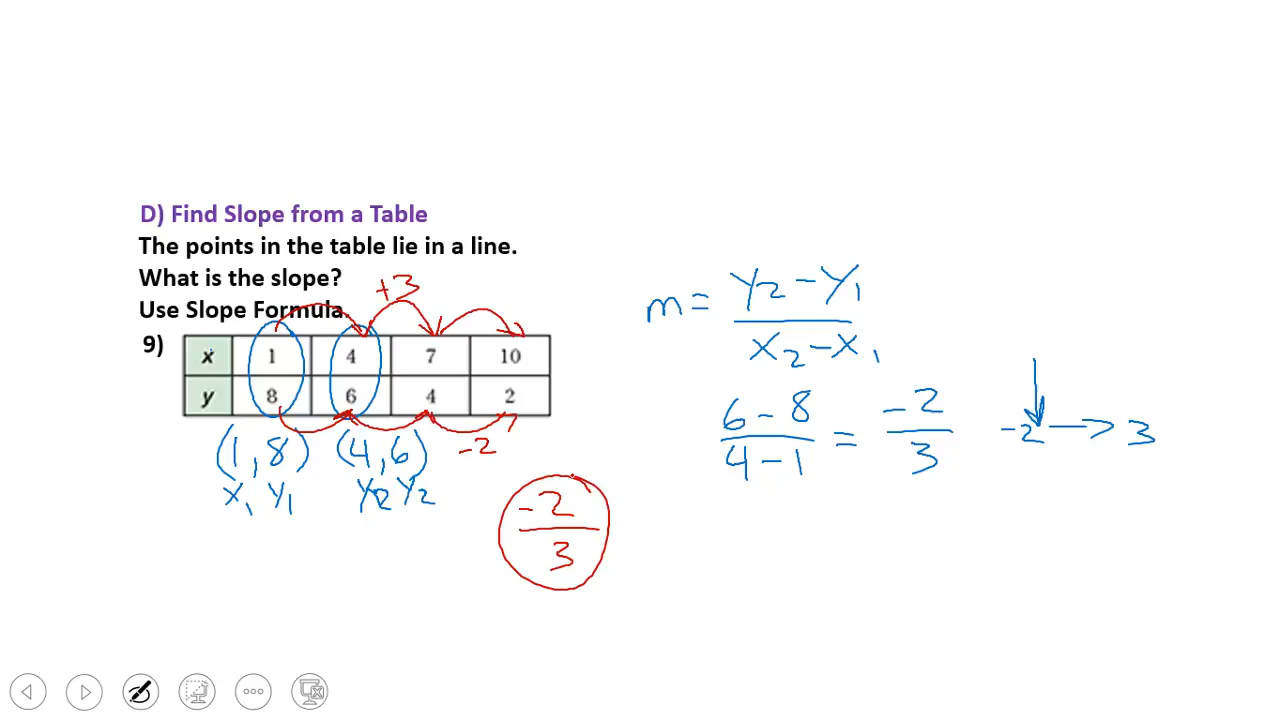 D) Find Slope from a Table
The points in the table lie in a line.
What is the slope?
Use Slope Formula.
+3
9)
x 1 4 7 10
y 8 6 4 2
-2
(1, 8) (4, 6)
x₁ y₁ y₂ y₂
-2
3
m = y₂ - y₁
x₂ - x₁
6 - 8 = -2
4 - 1 3
-2 → 3